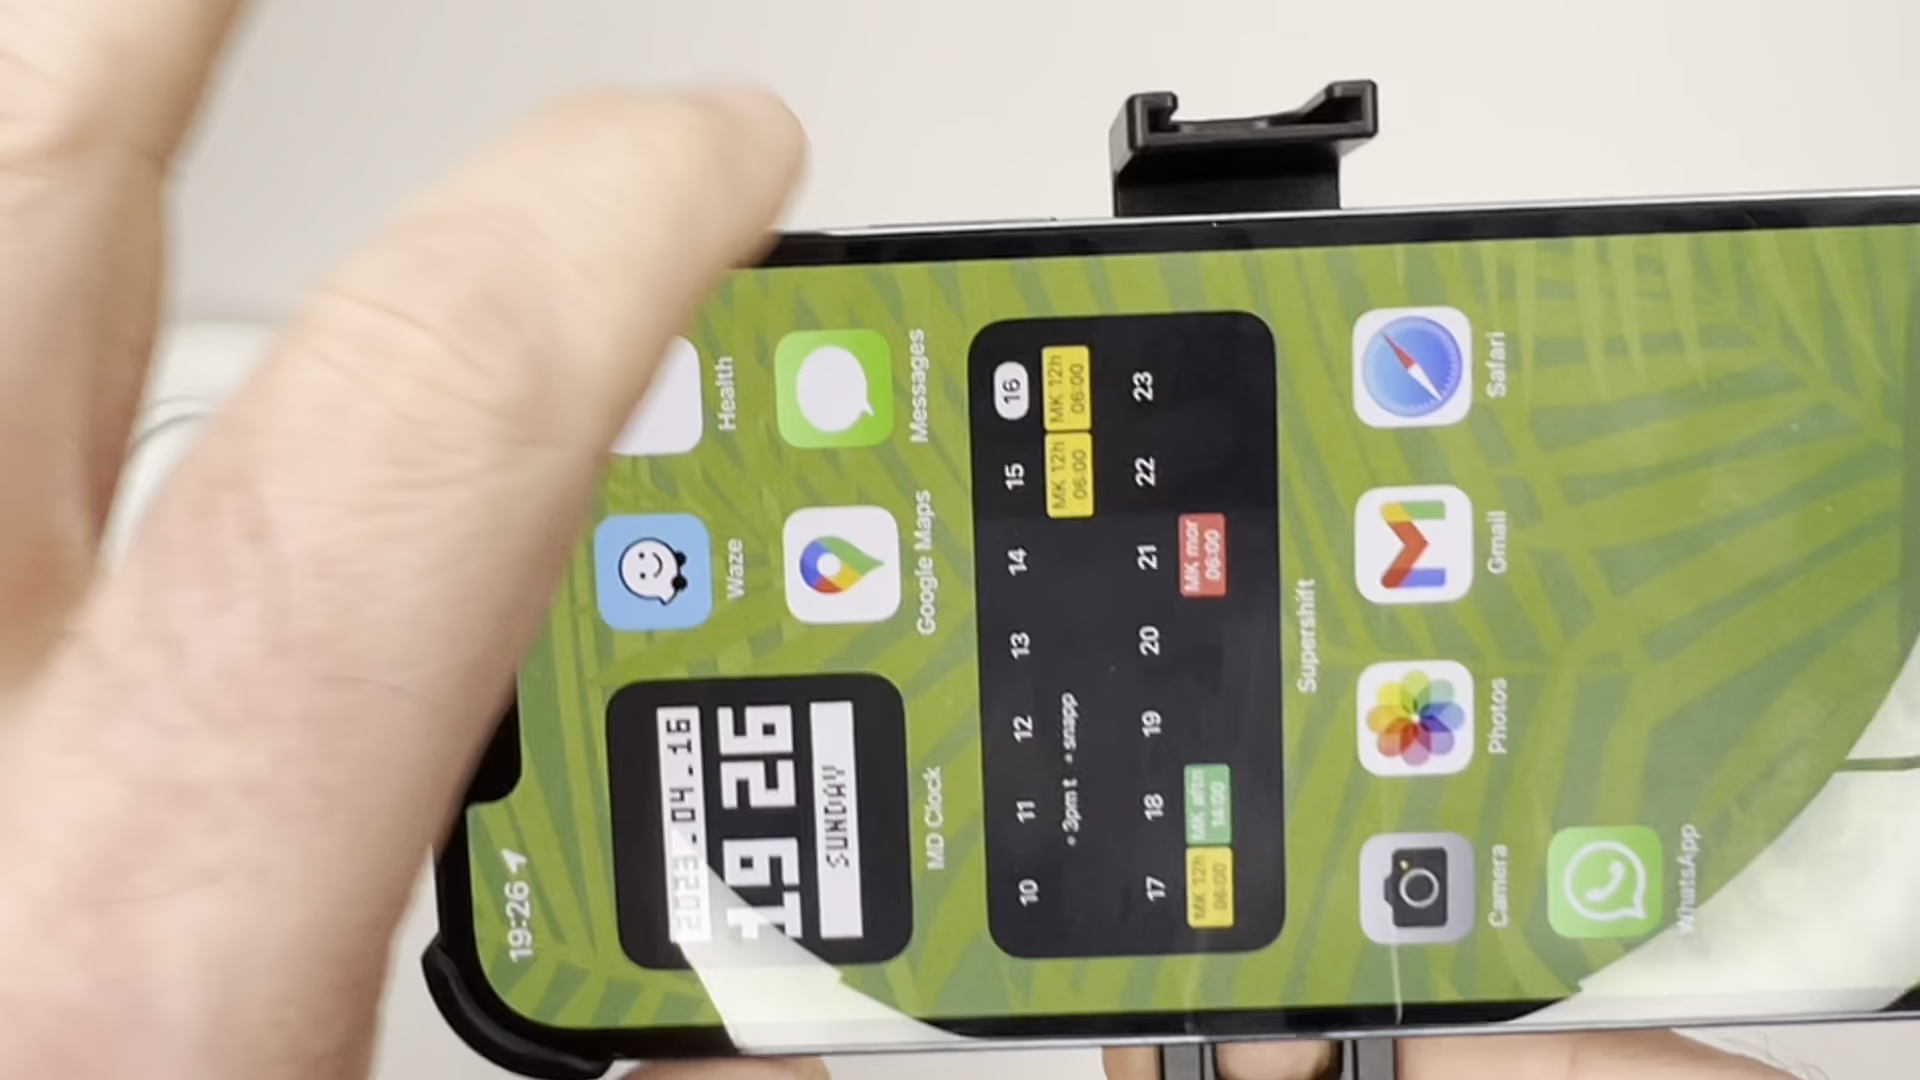 19:26
2023.04.16
19 26
SUNDAY
MD Clock
Waze
Health
Google Maps
Messages
10 11 12 13 14 15 16
• 3pm t • snapp MK 12h 06:00 MK 12h 06:00
17 18 19 20 21 22 23
MK 12h 06:00 MK aftn 14:00 MK mor 06:00
Supershift
Camera Photos Gmail Safari
WhatsApp